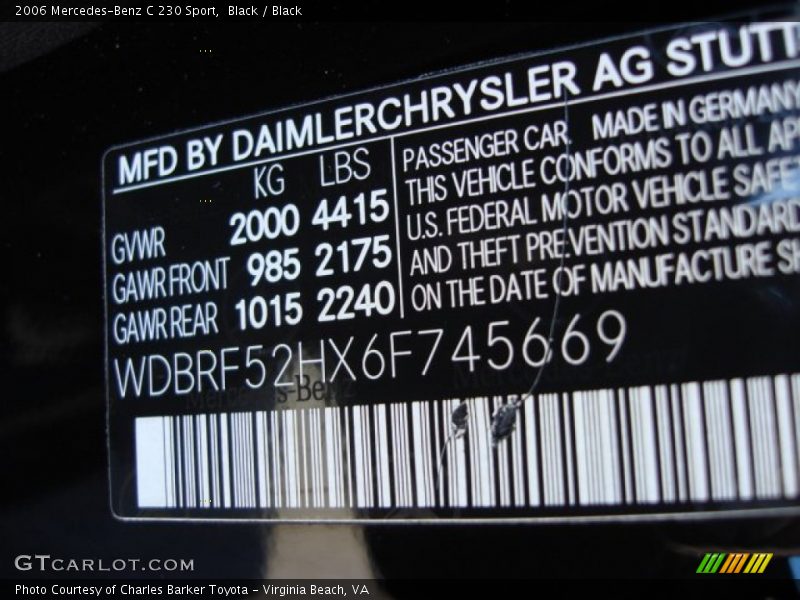 2006 Mercedes-Benz C 230 Sport,  Black / Black
MFD BY DAIMLERCHRYSLER AG STUTT
KG LBS
GVWR 2000 4415
GAWR FRONT 985 2175
GAWR REAR 1015 2240
PASSENGER CAR MADE IN GERMANY
THIS VEHICLE CONFORMS TO ALL AP
U.S. FEDERAL MOTOR VEHICLE SAFE
AND THEFT PREVENTION STANDARD
ON THE DATE OF MANUFACTURE SH
WDBRF52HX6F745669
Mercedes-Benz
GTCARLOT.COM
Photo Courtesy of Charles Barker Toyota - Virginia Beach, VA